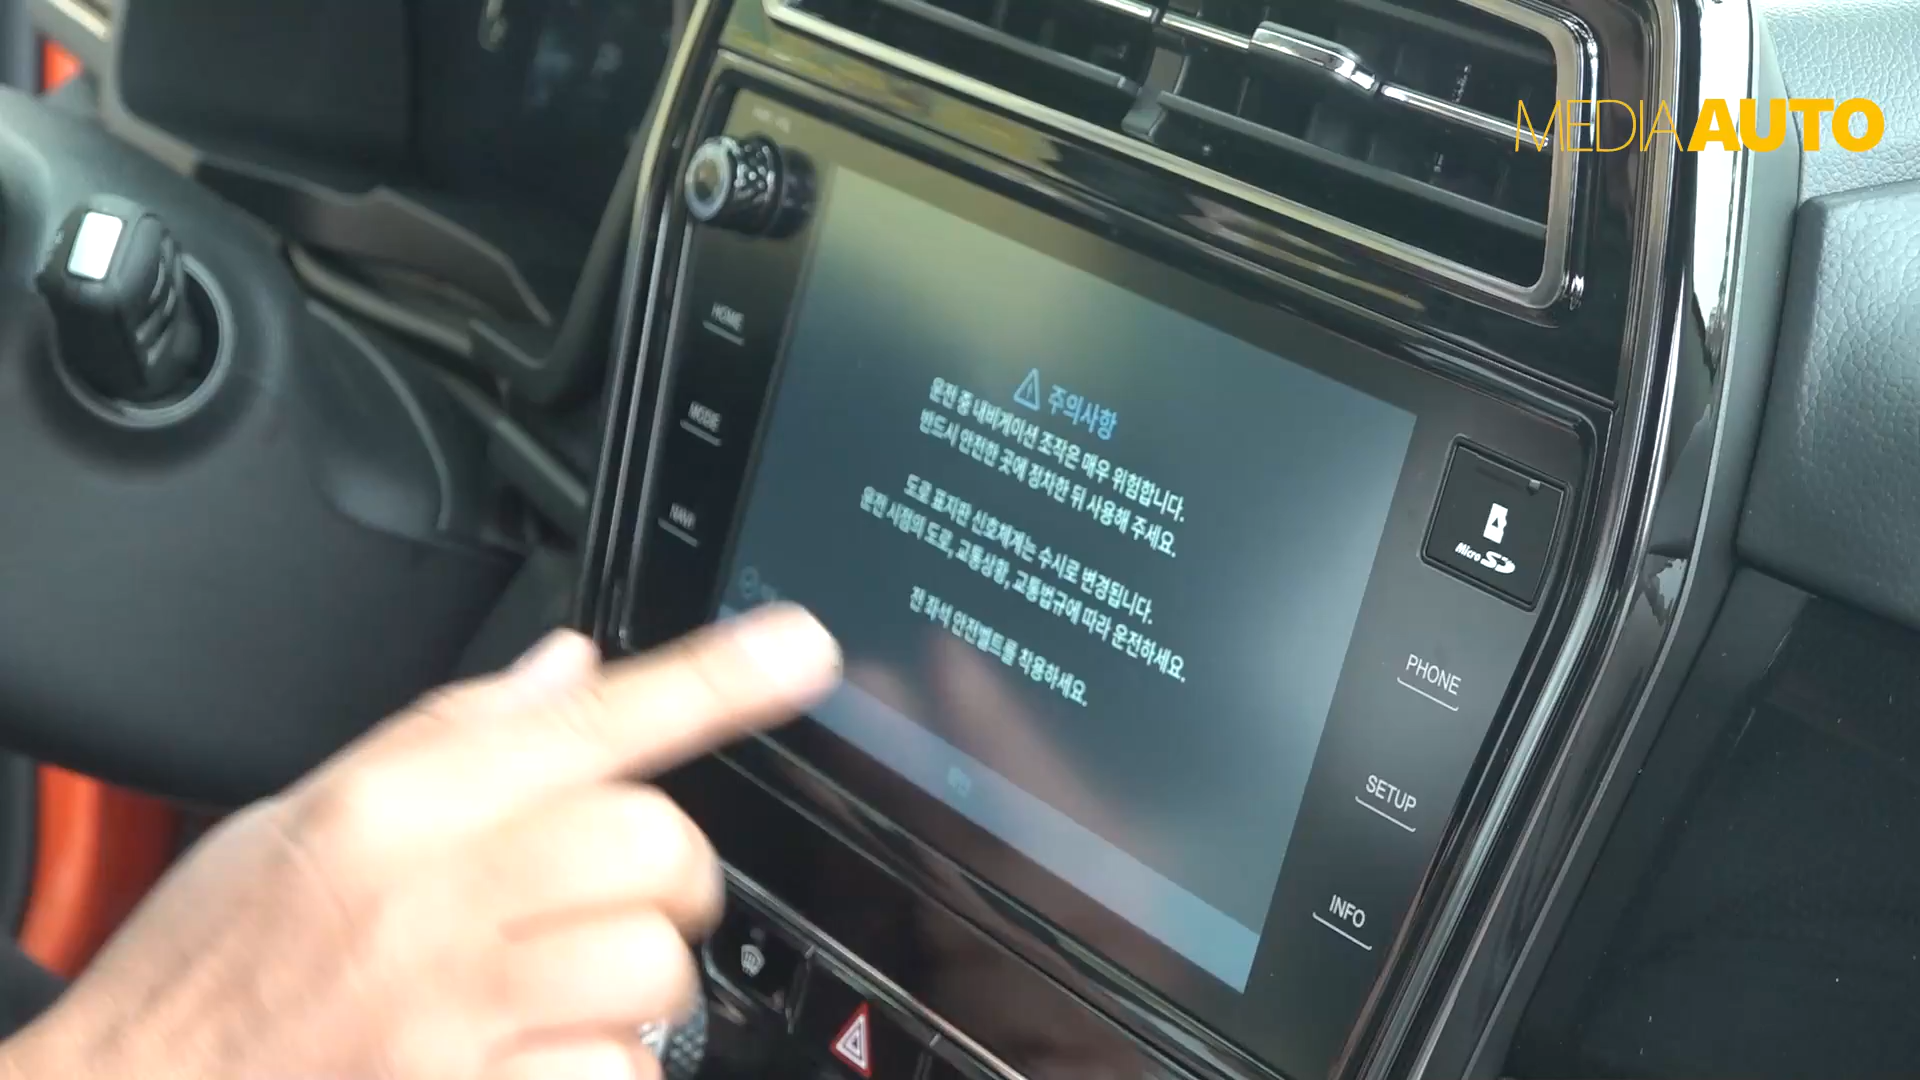 MEDIA AUTO
HOME
MODE
NAVI
⚠ 주의사항
운전 중 내비게이션 조작은 매우 위험합니다.
반드시 안전한 곳에 정차한 뒤 사용해 주세요.
도로 표지판 신호체계는 수시로 변경됩니다.
운전 시점의 도로, 교통상황, 교통법규에 따라 운전하세요.
전 좌석 안전벨트를 착용하세요.
확인
Micro SD
PHONE
SETUP
INFO